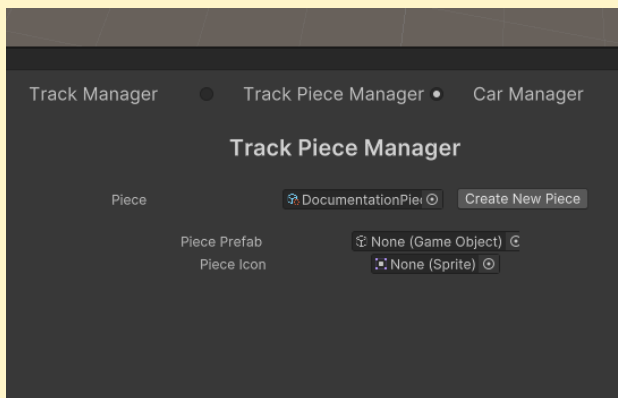 Track Manager Track Piece Manager Car Manager
Track Piece Manager
Piece DocumentationPie Create New Piece
Piece Prefab None (Game Object)
Piece Icon None (Sprite)